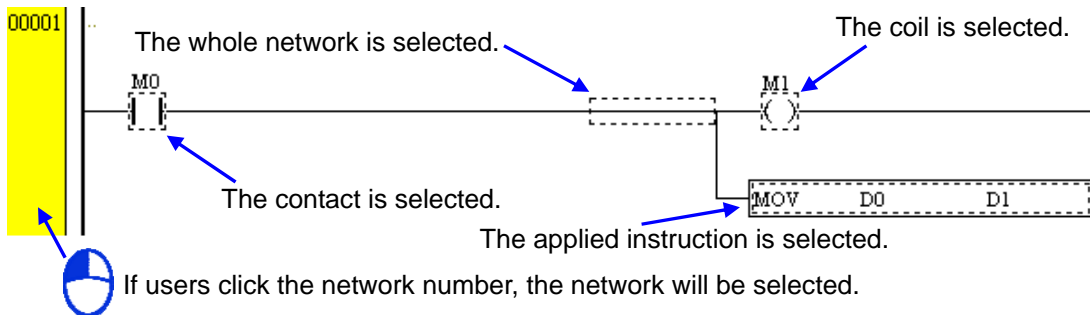 00001
The whole network is selected.
The coil is selected.
M0
M1
The contact is selected.
MOV D0 D1
The applied instruction is selected.
If users click the network number, the network will be selected.